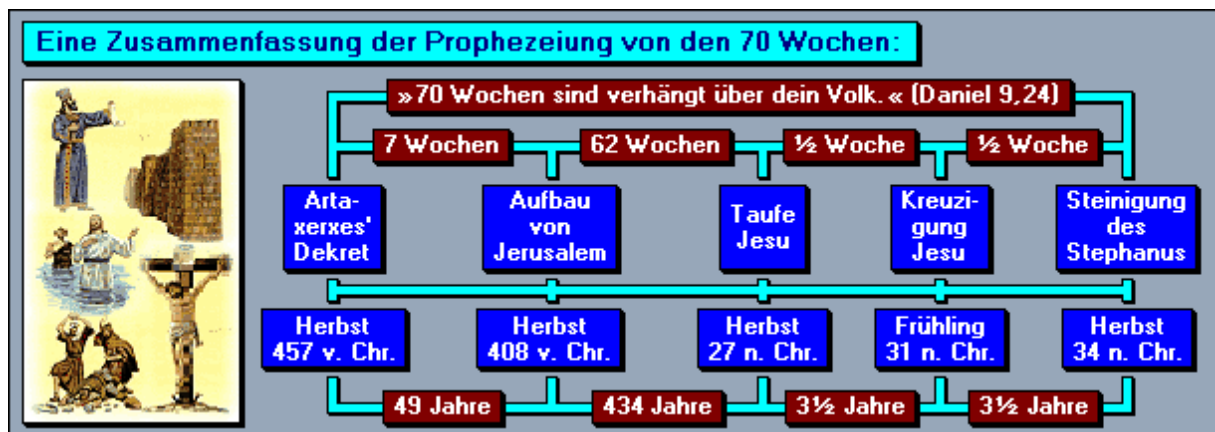 Eine Zusammenfassung der Prophezeiung von den 70 Wochen:
»70 Wochen sind verhängt über dein Volk.« (Daniel 9,24)
7 Wochen
62 Wochen
½ Woche
½ Woche
Arta-
xerxes'
Dekret
Aufbau
von
Jerusalem
Taufe
Jesu
Kreuzi-
gung
Jesu
Steinigung
des
Stephanus
Herbst
457 v. Chr.
Herbst
408 v. Chr.
Herbst
27 n. Chr.
Frühling
31 n. Chr.
Herbst
34 n. Chr.
49 Jahre
434 Jahre
3½ Jahre
3½ Jahre